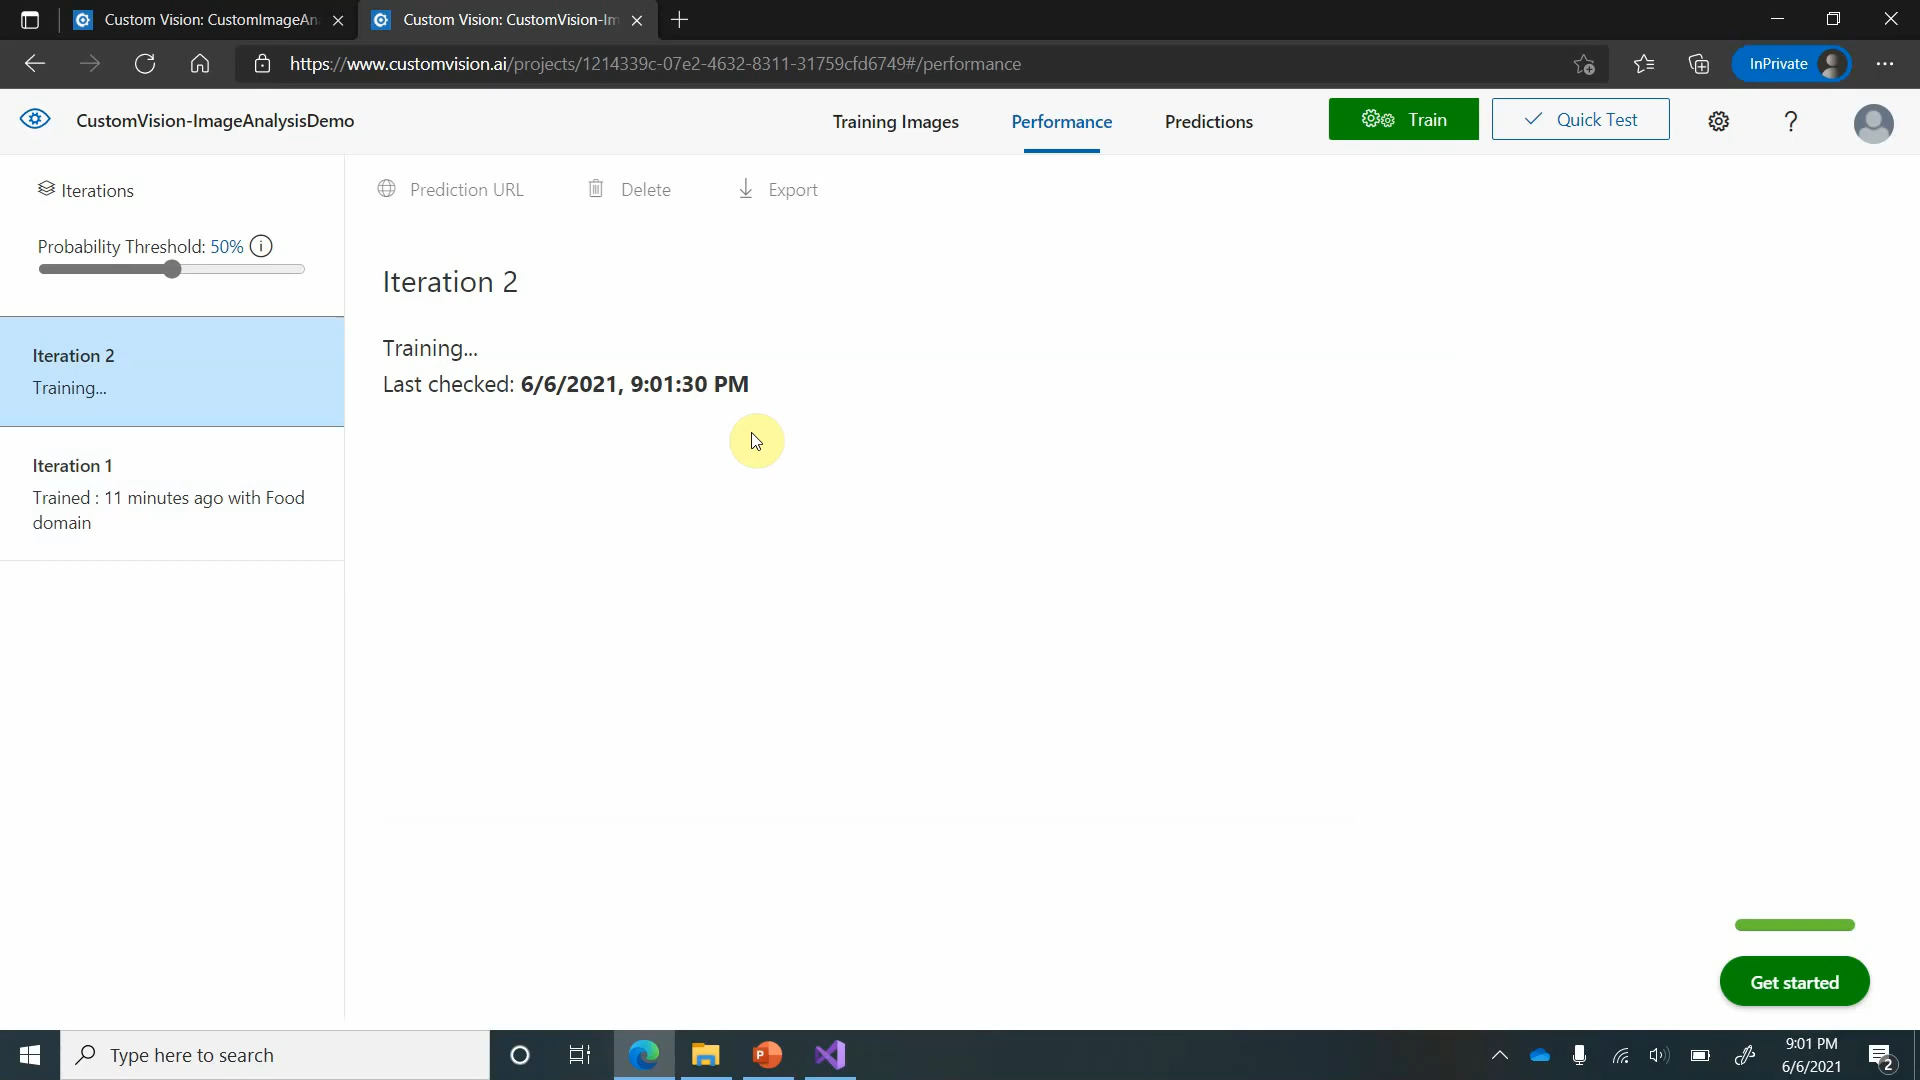 Custom Vision: CustomImageAn
Custom Vision: CustomVision-Im
https://www.customvision.ai/projects/1214339c-07e2-4632-8311-31759cfd6749#/performance
InPrivate
CustomVision-ImageAnalysisDemo
Training Images
Performance
Predictions
Train
Quick Test
?
Iterations
Prediction URL
Delete
Export
Probability Threshold: 50%
Iteration 2
Training...
Last checked: 6/6/2021, 9:01:30 PM
Iteration 2
Training...
Iteration 1
Trained : 11 minutes ago with Food
domain
Get started
Type here to search
9:01 PM
6/6/2021
2